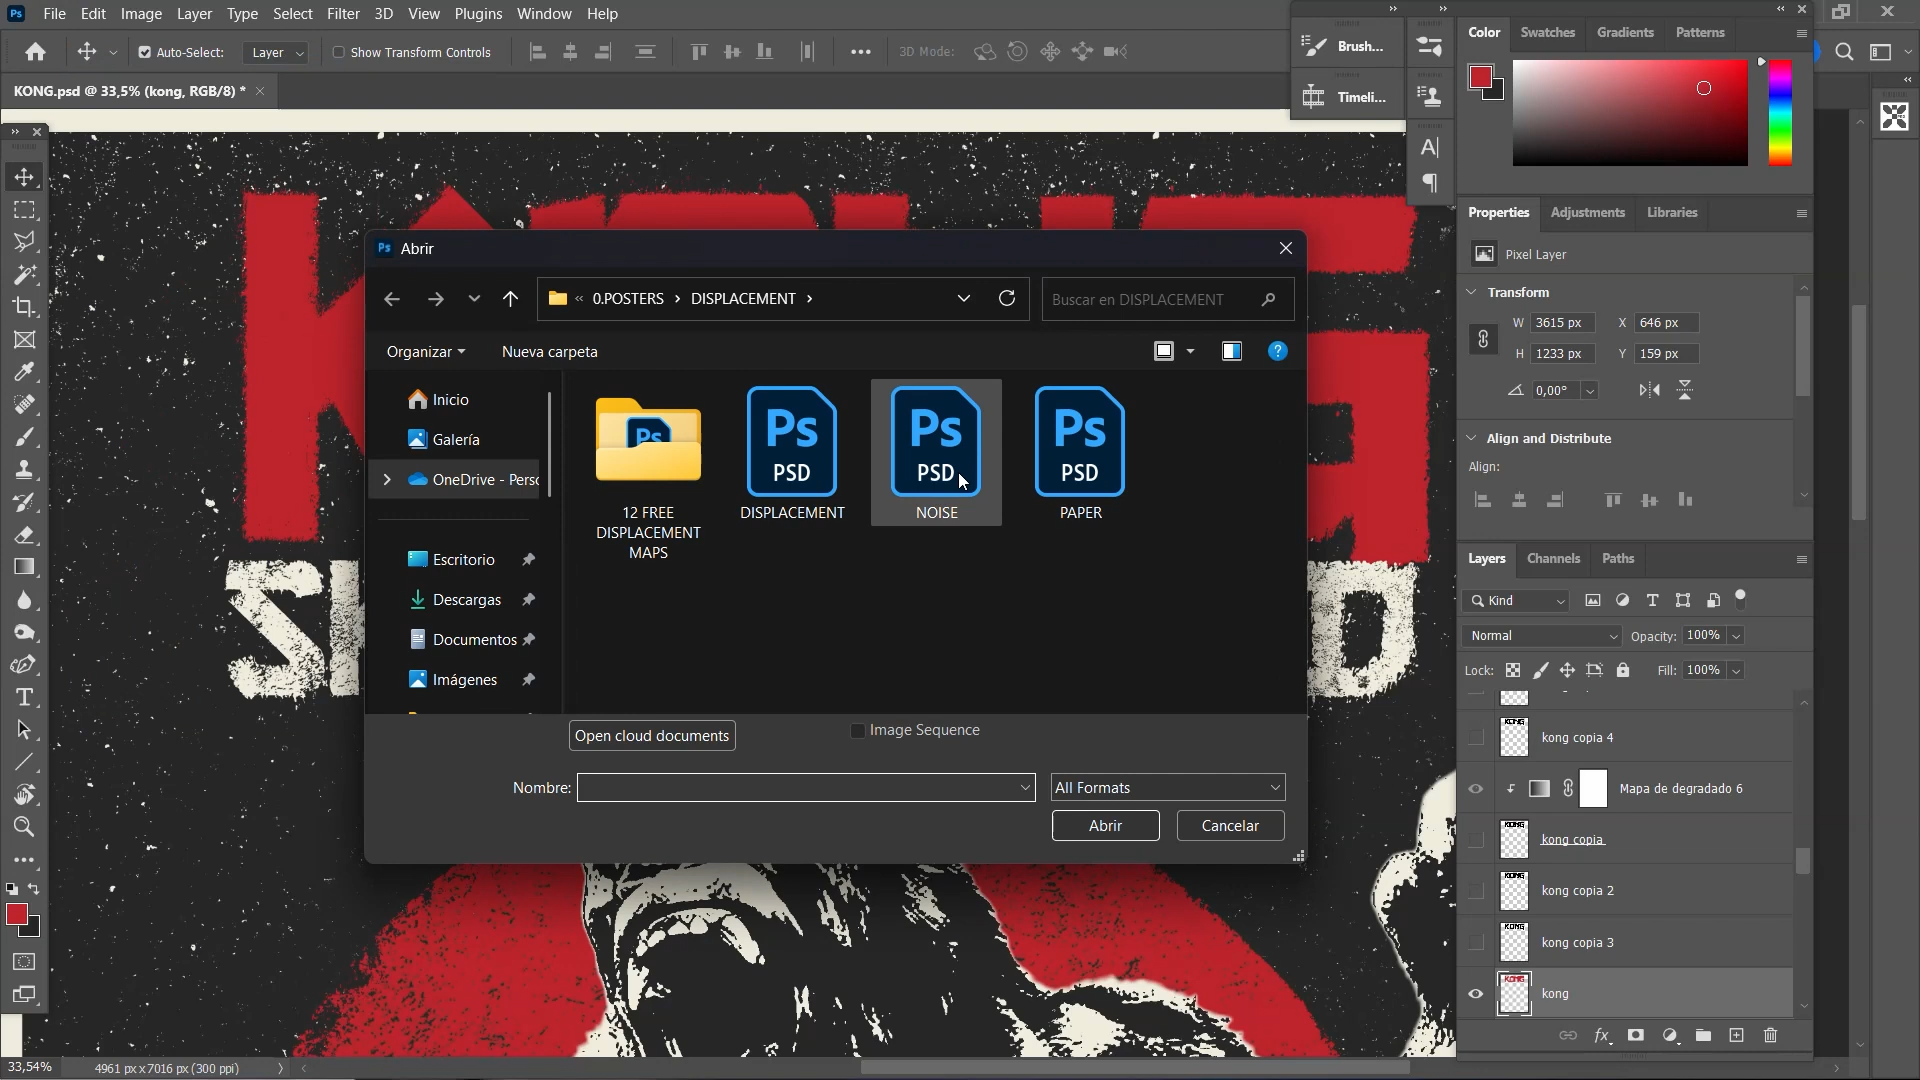 Ps File Edit Image Layer Type Select Filter 3D View Plugins Window Help
Auto-Select: Layer Show Transform Controls 3D Mode:
Brush...
Timeli...
KONG.psd @ 33,5% (kong, RGB/8) *
Color Swatches Gradients Patterns
Properties Adjustments Libraries
Pixel Layer
Transform
W 3615 px X 646 px
H 1233 px Y 159 px
0,00°
Align and Distribute
Align:
Layers Channels Paths
Kind
Normal Opacity: 100%
Lock: Fill: 100%
kong copia 4
Mapa de degradado 6
kong copia
kong copia 2
kong copia 3
kong
Ps Abrir
« 0.POSTERS › DISPLACEMENT ›
Buscar en DISPLACEMENT
Organizar Nueva carpeta
Inicio
Galería
OneDrive - Perso
Escritorio
Descargas
Documentos
Imágenes
Ps
12 FREE
DISPLACEMENT
MAPS
Ps
PSD
DISPLACEMENT
Ps
PSD
NOISE
Ps
PSD
PAPER
Open cloud documents
Image Sequence
Nombre:
All Formats
Abrir Cancelar
33,54% 4961 px x 7016 px (300 ppi)